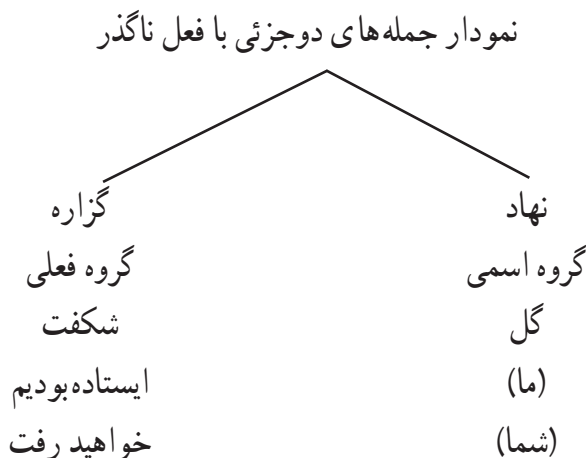 نمودار جمله‌های دوجزئی با فعل ناگذر
نهاد گزاره
گروه اسمی گروه فعلی
گل شکفت
(ما) ایستاده‌بودیم
(شما) خواهید رفت